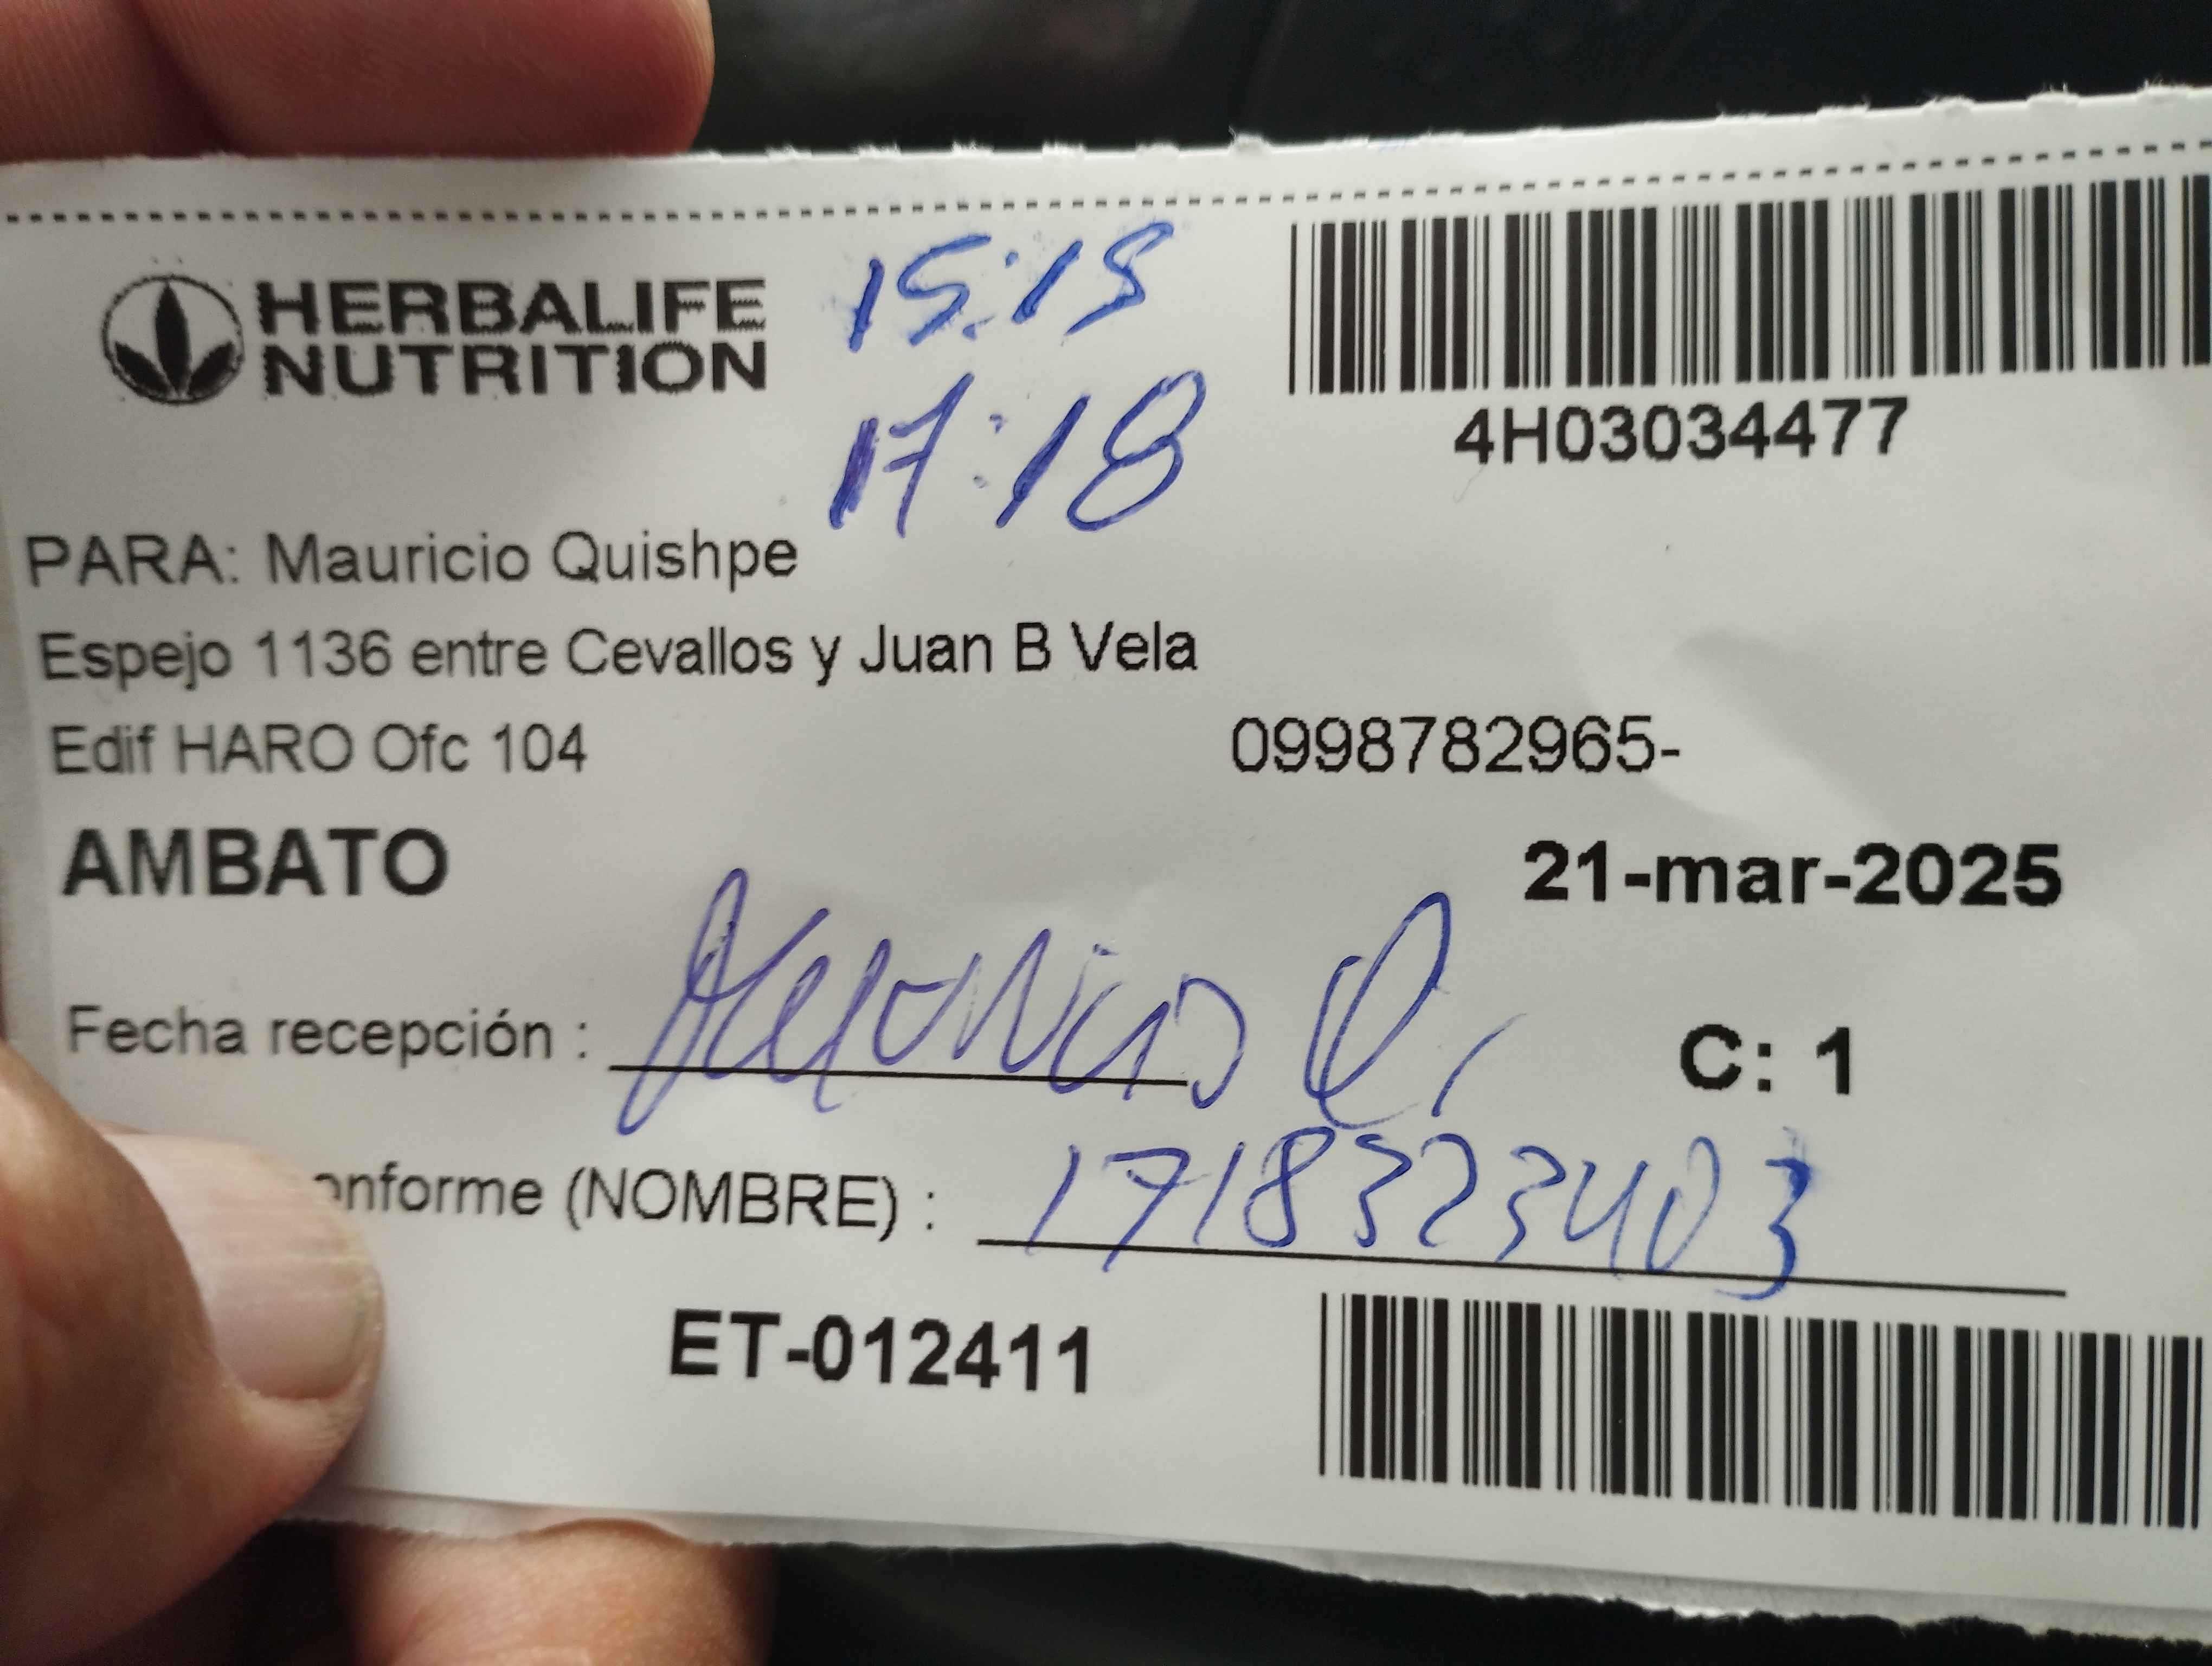 HERBALIFE
NUTRITION
15:15
17:18
4H03034477
PARA: Mauricio Quishpe
Espejo 1136 entre Cevallos y Juan B Vela
Edif HARO Ofc 104
0998782965-
AMBATO
21-mar-2025
Fecha recepción :
C: 1
onforme (NOMBRE) : 1718323403
ET-012411